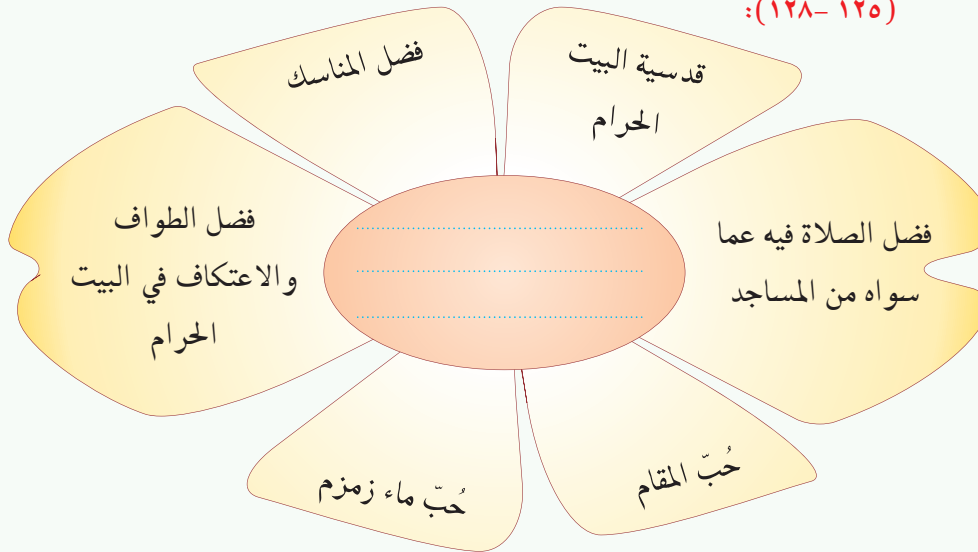 (١٢٥ –١٢٨):
قدسية البيت
الحرام
فضل المناسك
فضل الصلاة فيه عما
سواه من المساجد
فضل الطواف
والاعتكاف في البيت
الحرام
حُبّ المقام
حُبّ ماء زمزم